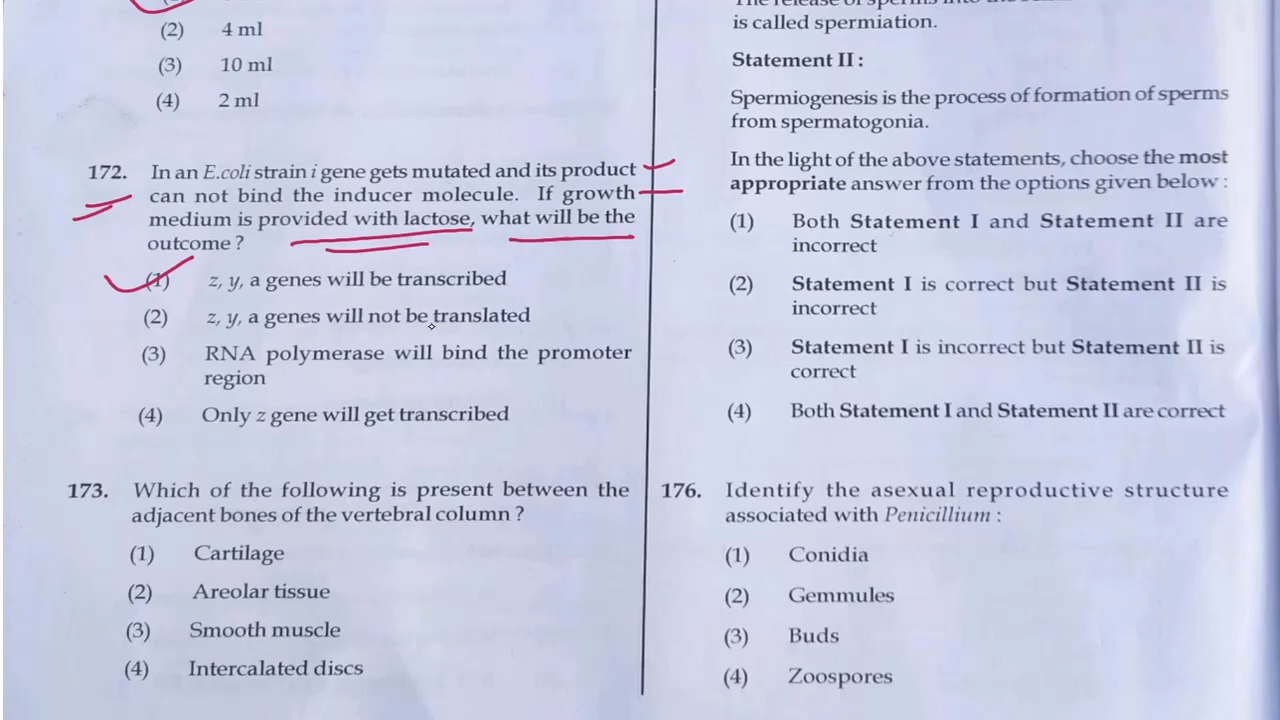 (2) 4 ml
(3) 10 ml
(4) 2 ml
172. In an E.coli strain i gene gets mutated and its product
can not bind the inducer molecule. If growth
medium is provided with lactose, what will be the
outcome ?
(1) z, y, a genes will be transcribed
(2) z, y, a genes will not be translated
(3) RNA polymerase will bind the promoter
region
(4) Only z gene will get transcribed
173. Which of the following is present between the
adjacent bones of the vertebral column ?
(1) Cartilage
(2) Areolar tissue
(3) Smooth muscle
(4) Intercalated discs
is called spermiation.
Statement II :
Spermiogenesis is the process of formation of sperms
from spermatogonia.
In the light of the above statements, choose the most
appropriate answer from the options given below :
(1) Both Statement I and Statement II are
incorrect
(2) Statement I is correct but Statement II is
incorrect
(3) Statement I is incorrect but Statement II is
correct
(4) Both Statement I and Statement II are correct
176. Identify the asexual reproductive structure
associated with Penicillium :
(1) Conidia
(2) Gemmules
(3) Buds
(4) Zoospores